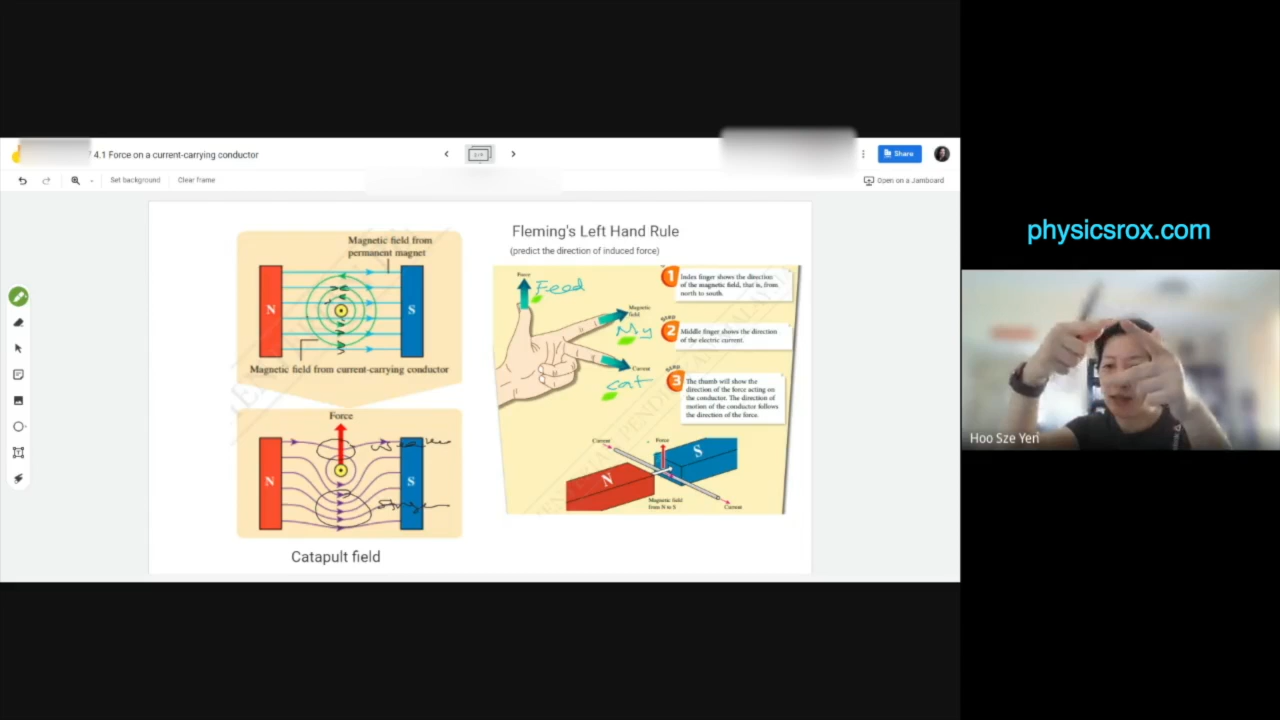 4.1 Force on a current-carrying conductor
Share
Set background
Clear frame
Open on a Jamboard
Magnetic field from
permanent magnet
N
S
Magnetic field from current-carrying conductor
Force
N
S
Catapult field
Fleming's Left Hand Rule
(predict the direction of induced force)
Force
Feed
Magnetic
field
My
Current
cat
1
Index finger shows the direction
of the magnetic field, that is, from
north to south.
Step
2
Middle finger shows the direction
of the electric current.
Step
3
The thumb will show the
direction of the force acting on
the conductor. The direction of
motion of the conductor follows
the direction of the force.
Current
Force
N
S
Magnetic field
from N to S
Current
physicsrox.com
Hoo Sze Yen